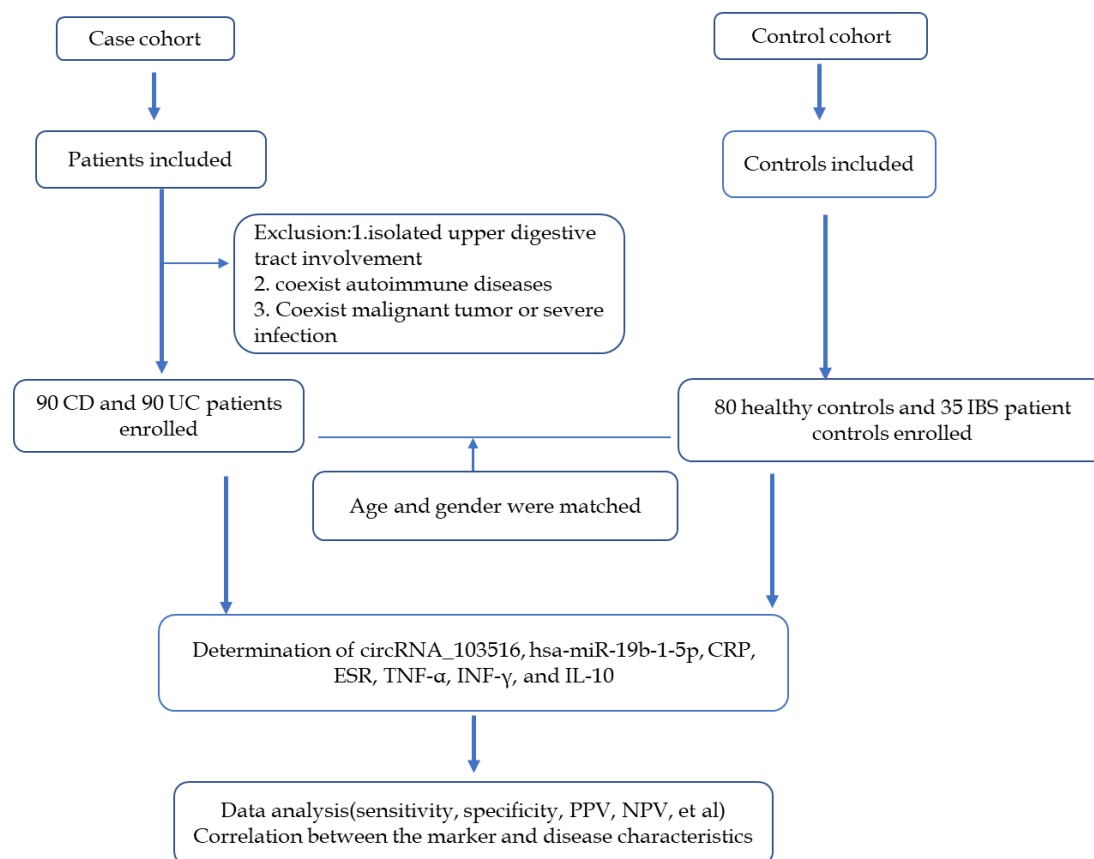 Case cohort
Control cohort
Patients included
Controls included
Exclusion:1.isolated upper digestive
tract involvement
2. coexist autoimmune diseases
3. Coexist malignant tumor or severe
infection
90 CD and 90 UC patients
enrolled
80 healthy controls and 35 IBS patient
controls enrolled
Age and gender were matched
Determination of circRNA_103516, hsa-miR-19b-1-5p, CRP,
ESR, TNF-α, INF-γ, and IL-10
Data analysis(sensitivity, specificity, PPV, NPV, et al)
Correlation between the marker and disease characteristics